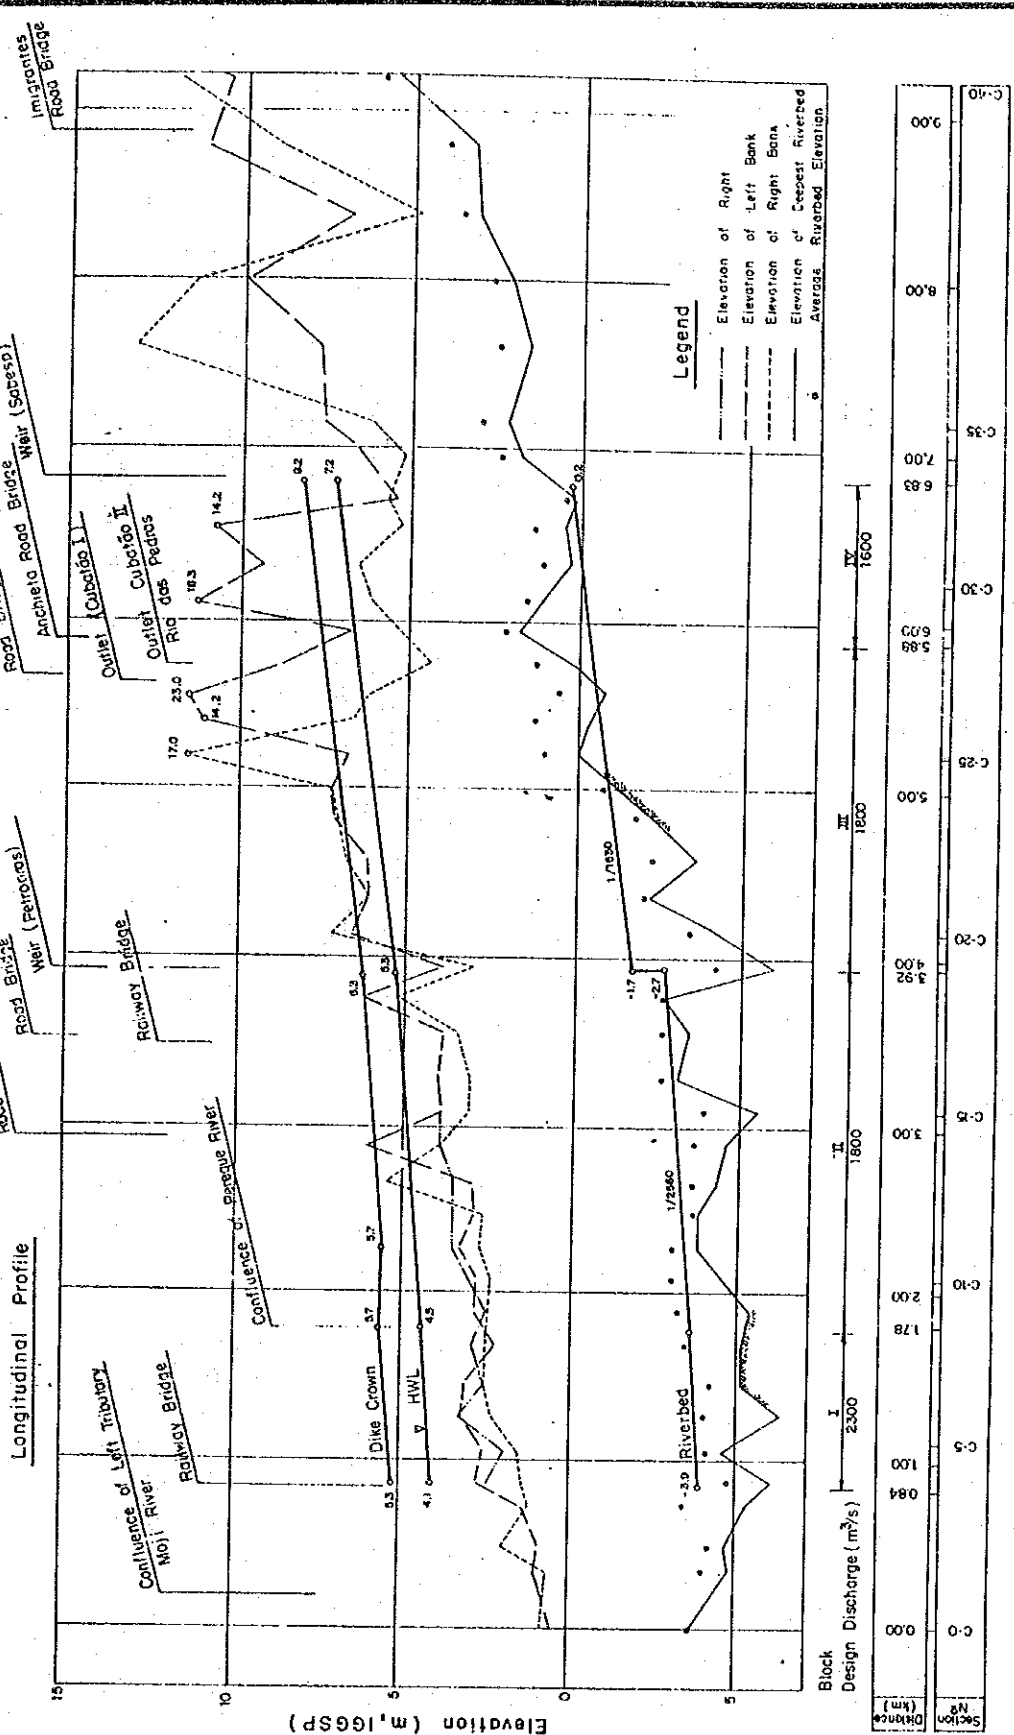 Longitudinal Profile
Confluence of Left Tributary
Moji River
Railway Bridge
Confluence of Pereque River
Railway Bridge
Road Bridge
Weir (Petrobras)
Outlet (Cubatão I)
Outlet Cubatão II
Rio das Pedras
Anchieta Road Bridge
Weir (Sabesp)
Imigrantes
Road Bridge
Elevation (m, IGGSP)
15
10
5
0
5
Dike Crown
HWL
Riverbed
5.3
4.1
-3.9
5.7
4.5
5.7
6.3
5.3
-1.7
-2.7
1/2560
1/1630
17.0
14.2
23.0
18.3
14.2
7.2
0.2
Legend
Elevation of Right
Elevation of Left Bank
Elevation of Right Bank
Elevation of Deepest Riverbed
Average Riverbed Elevation
Block
I
II
III
IV
Design Discharge (m³/s)
2300
1800
1800
1600
Distance (km)
0.00
0.84
1.00
1.78
2.00
3.00
3.92
4.00
5.00
5.88
6.83
7.00
8.00
9.00
Section Nº
C-0
C-5
C-10
C-15
C-20
C-25
C-30
C-35
C-40